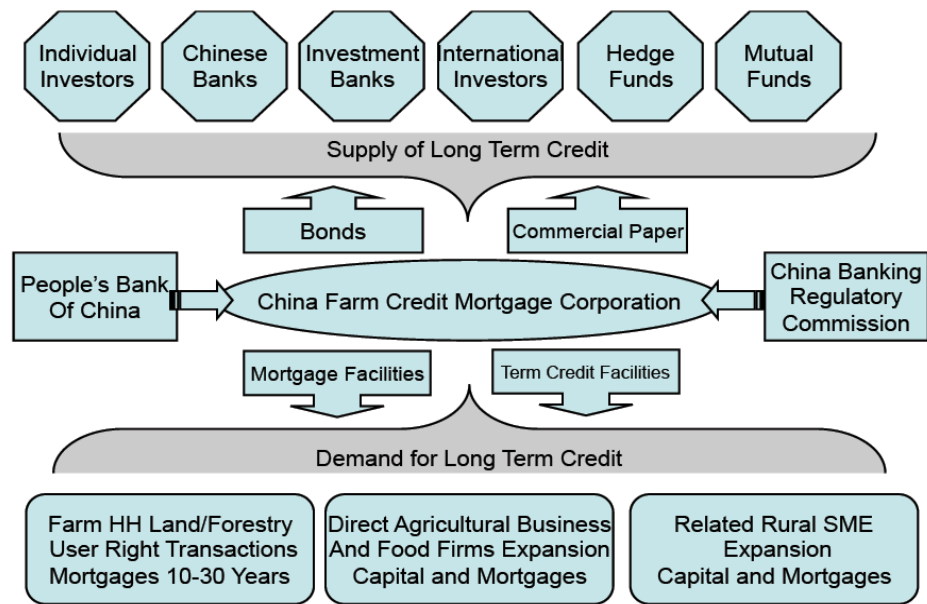 Individual
Investors
Chinese
Banks
Investment
Banks
International
Investors
Hedge
Funds
Mutual
Funds
Supply of Long Term Credit
Bonds
Commercial Paper
People's Bank
Of China
China Farm Credit Mortgage Corporation
China Banking
Regulatory
Commission
Mortgage Facilities
Term Credit Facilities
Demand for Long Term Credit
Farm HH Land/Forestry
User Right Transactions
Mortgages 10-30 Years
Direct Agricultural Business
And Food Firms Expansion
Capital and Mortgages
Related Rural SME
Expansion
Capital and Mortgages